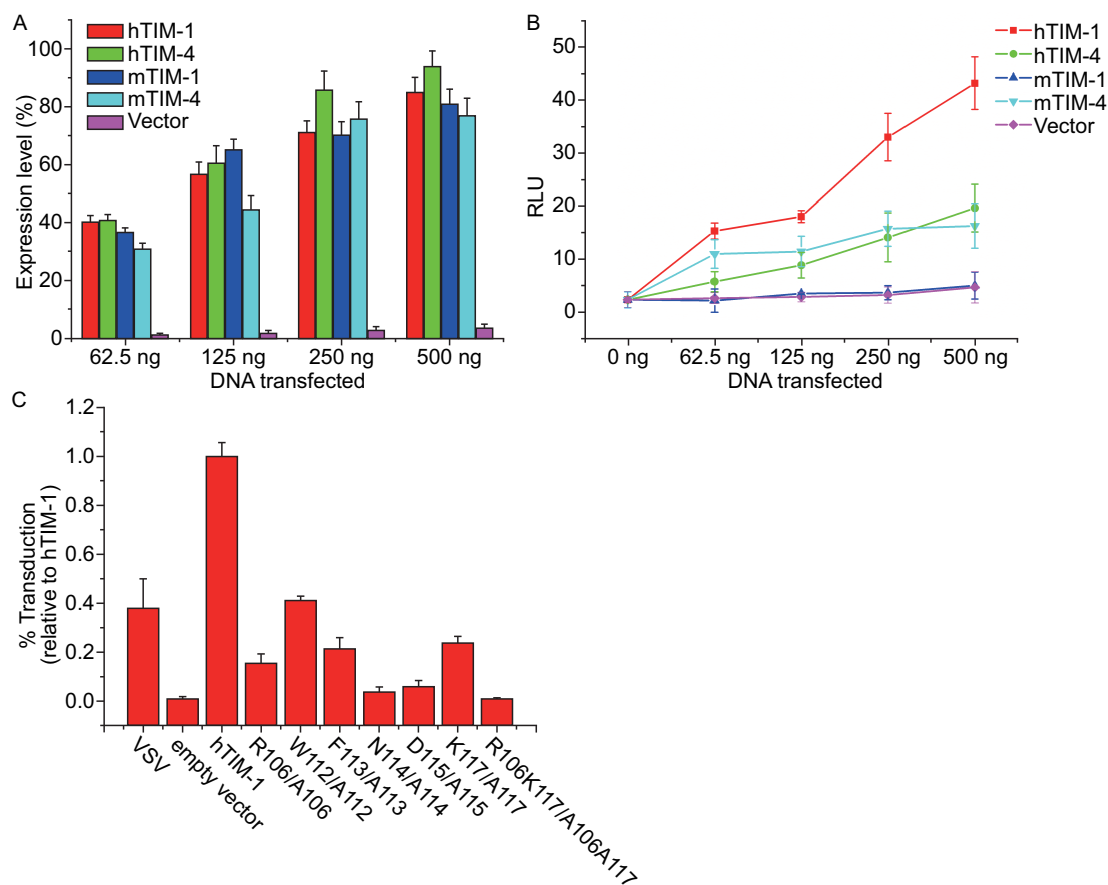 A
hTIM-1
hTIM-4
mTIM-1
mTIM-4
Vector
Expression level (%)
100
80
60
40
20
0
62.5 ng 125 ng 250 ng 500 ng
DNA transfected
B
hTIM-1
hTIM-4
mTIM-1
mTIM-4
Vector
RLU
50
40
30
20
10
0
0 ng 62.5 ng 125 ng 250 ng 500 ng
DNA transfected
C
% Transduction
(relative to hTIM-1)
1.2
1.0
0.8
0.6
0.4
0.2
0.0
VSV
empty vector
hTIM-1
R106/A106
W112/A112
F113/A113
N114/A114
D115/A115
K117/A117
R106K117/A106A117